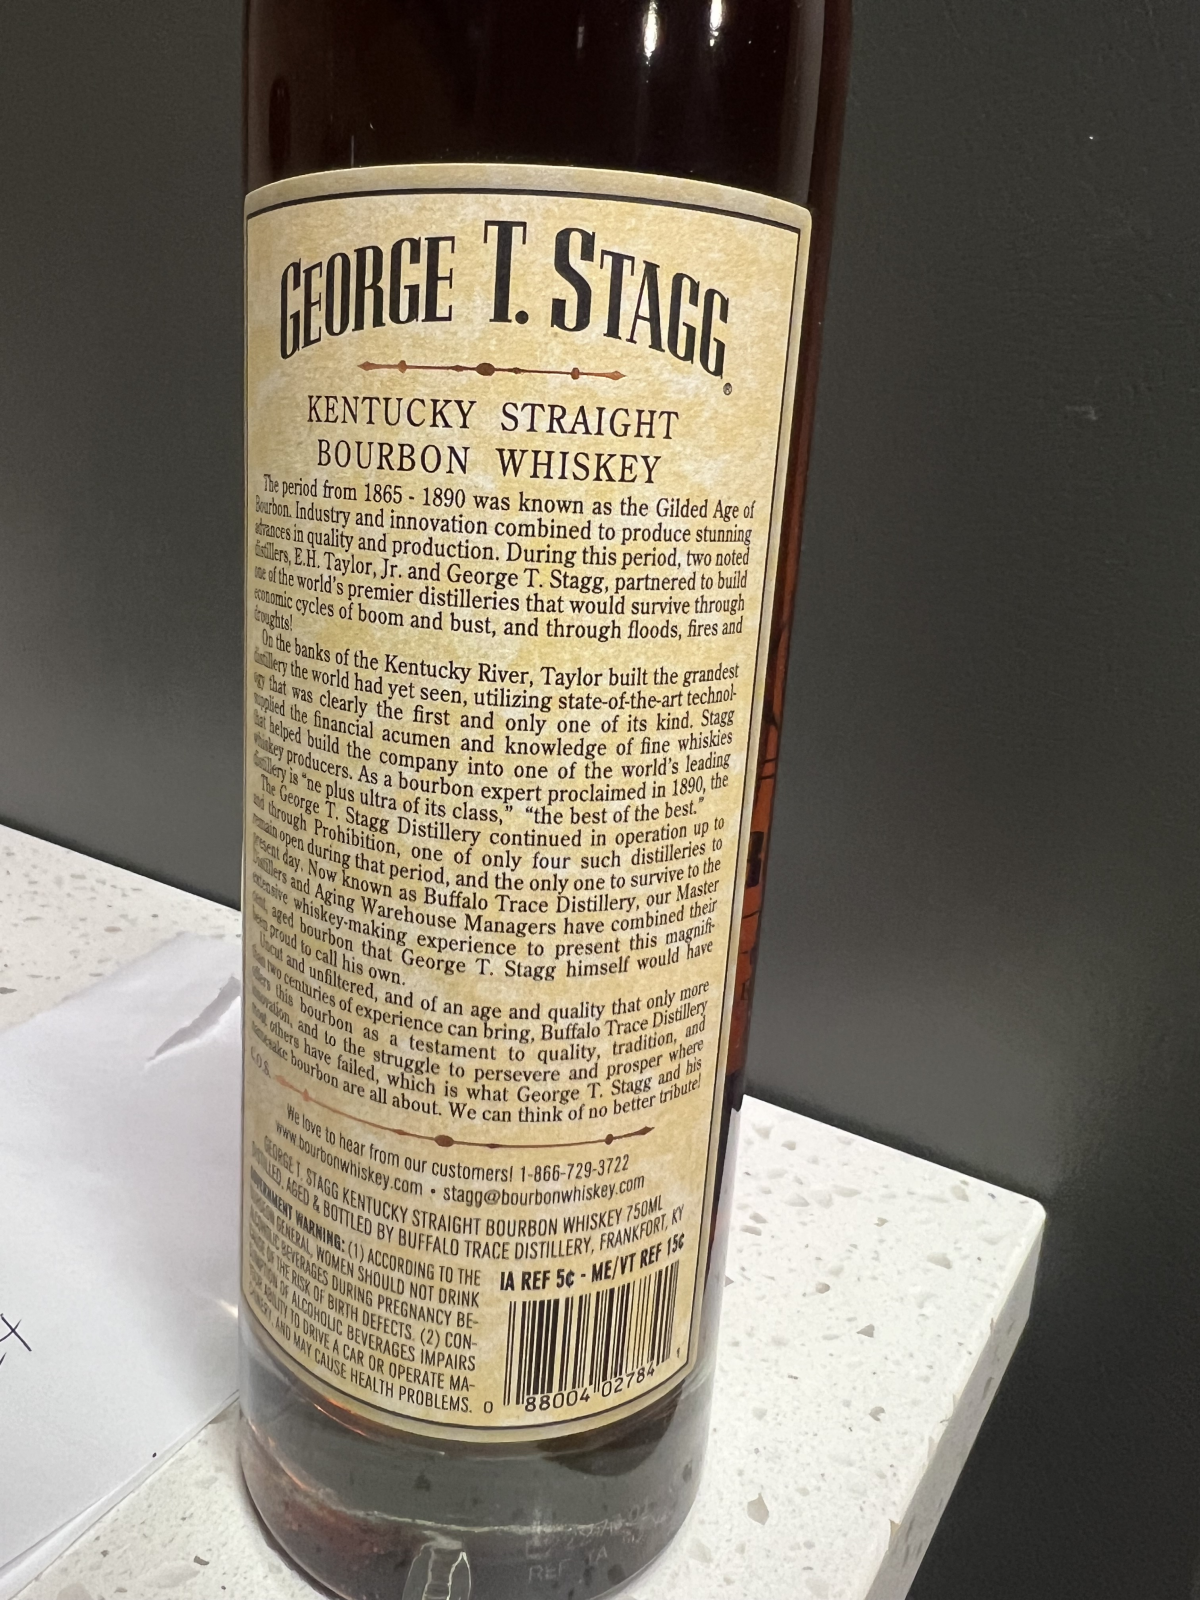 GEORGE T. STAGG®
KENTUCKY STRAIGHT
BOURBON WHISKEY
The period from 1865 - 1890 was known as the Gilded Age of
Bourbon. Industry and innovation combined to produce stunning
advances in quality and production. During this period, two noted
distillers, E.H. Taylor, Jr. and George T. Stagg, partnered to build
one of the world's premier distilleries that would survive through
economic cycles of boom and bust, and through floods, fires and
droughts!
On the banks of the Kentucky River, Taylor built the grandest
distillery the world had yet seen, utilizing state-of-the-art technol-
ogy that was clearly the first and only one of its kind. Stagg
supplied the financial acumen and knowledge of fine whiskies
that helped build the company into one of the world's leading
whiskey producers. As a bourbon expert proclaimed in 1890, the
distillery is "ne plus ultra of its class," "the best of the best."
The George T. Stagg Distillery continued in operation up to
and through Prohibition, one of only four such distilleries to
remain open during that period, and the only one to survive to the
present day. Now known as Buffalo Trace Distillery, our Master
Distillers and Aging Warehouse Managers have combined their
extensive whiskey-making experience to present this magnifi-
cent, aged bourbon that George T. Stagg himself would have
been proud to call his own.
Uncut and unfiltered, and of an age and quality that only more
than two centuries of experience can bring, Buffalo Trace Distillery
offers this bourbon as a testament to quality, tradition, and
innovation, and to the struggle to persevere and prosper where
most others have failed, which is what George T. Stagg and his
namesake bourbon are all about. We can think of no better tribute!
We love to hear from our customers! 1-866-729-3722
www.bourbonwhiskey.com • stagg@bourbonwhiskey.com
GEORGE T. STAGG KENTUCKY STRAIGHT BOURBON WHISKEY 750ML
DISTILLED, AGED & BOTTLED BY BUFFALO TRACE DISTILLERY, FRANKFORT, KY
GOVERNMENT WARNING: (1) ACCORDING TO THE
SURGEON GENERAL, WOMEN SHOULD NOT DRINK
ALCOHOLIC BEVERAGES DURING PREGNANCY BE-
CAUSE OF THE RISK OF BIRTH DEFECTS. (2) CON-
SUMPTION OF ALCOHOLIC BEVERAGES IMPAIRS
YOUR ABILITY TO DRIVE A CAR OR OPERATE MA-
CHINERY, AND MAY CAUSE HEALTH PROBLEMS.
IA REF 5¢ - ME/VT REF 15¢
0 88004 02784 1